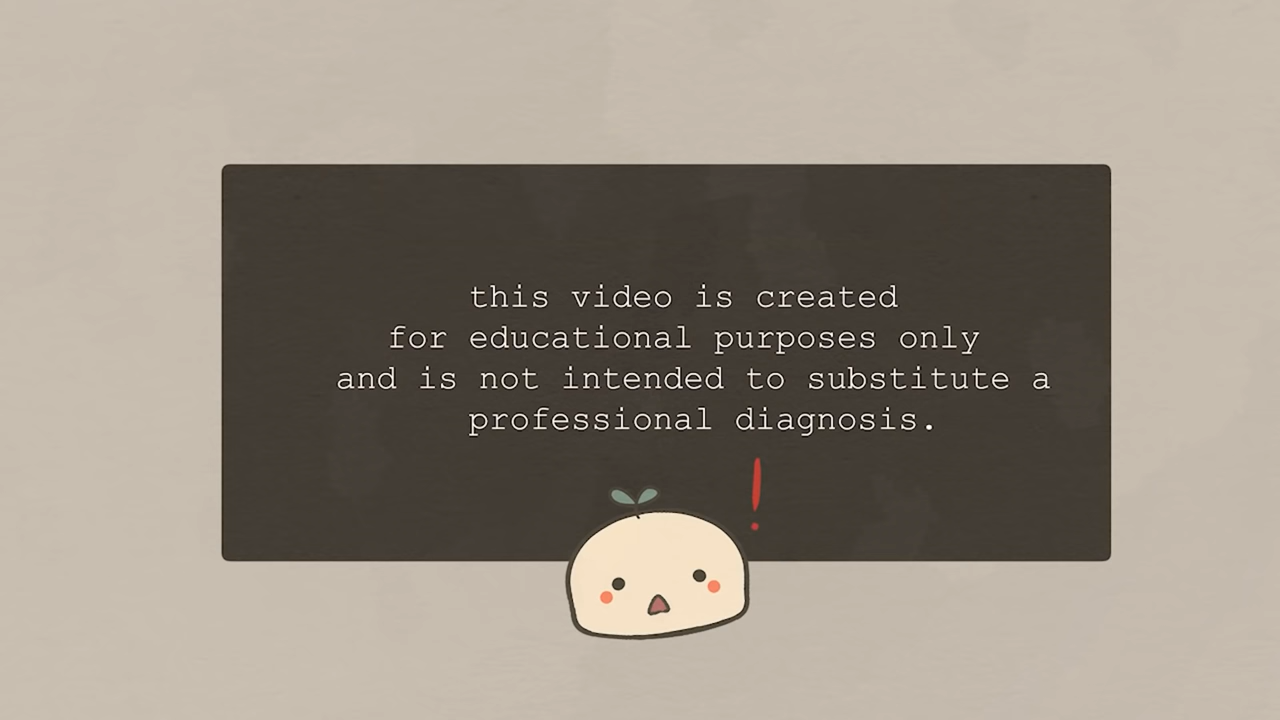 this video is created
for educational purposes only
and is not intended to substitute a
professional diagnosis.
!